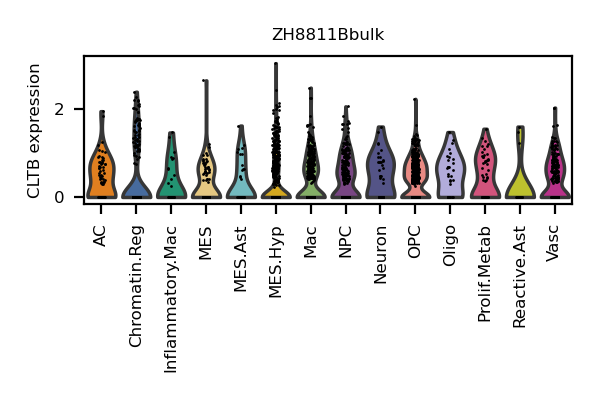 ZH8811Bbulk
CLTB expression
2
0
AC
Chromatin.Reg
Inflammatory.Mac
MES
MES.Ast
MES.Hyp
Mac
NPC
Neuron
OPC
Oligo
Prolif.Metab
Reactive.Ast
Vasc